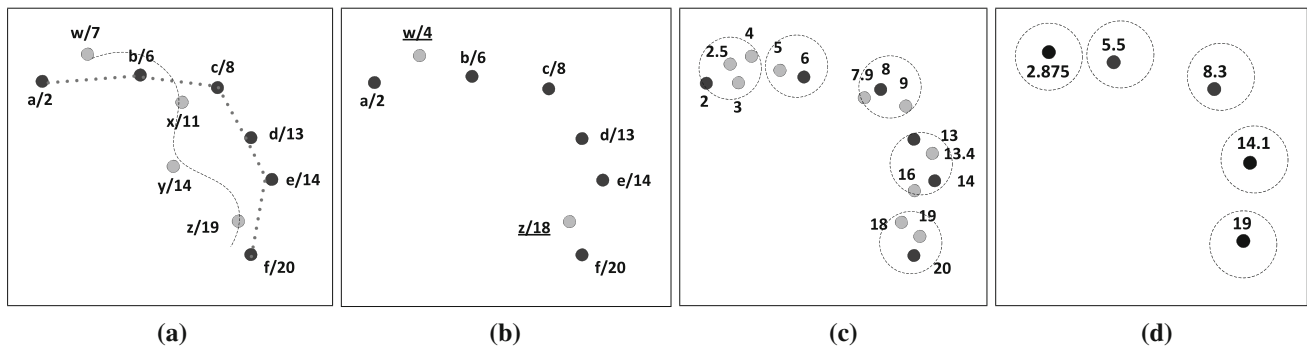 w/7
b/6
c/8
a/2
x/11
d/13
y/14
e/14
z/19
f/20
(a)
w/4
b/6
c/8
a/2
d/13
e/14
z/18
f/20
(b)
4
2.5
5
6
2
3
7.9
8
9
13
13.4
16
14
18
19
20
(c)
2.875
5.5
8.3
14.1
19
(d)